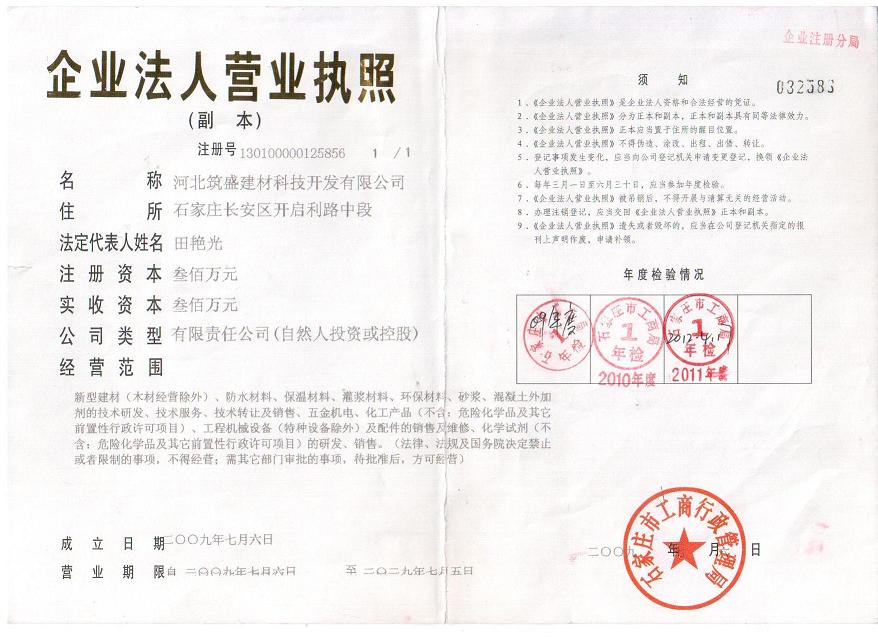 企业法人营业执照
(副 本)
注册号 130100000125856 1/1
名 称 河北筑盛建材科技开发有限公司
住 所 石家庄长安区开启利路中段
法定代表人姓名 田艳光
注册资本 叁佰万元
实收资本 叁佰万元
公司类型 有限责任公司(自然人投资或控股)
经营范围
新型建材（木材经营除外）、防水材料、保温材料、灌浆材料、环保材料、砂浆、混凝土外加
剂的技术研发、技术服务、技术转让及销售、五金机电、化工产品（不含：危险化学品及其它
前置性行政许可项目）、工程机械设备（特种设备除外）及配件的销售及维修、化学试剂（不
含：危险化学品及其它前置性行政许可项目）的研发、销售。（法律、法规及国务院决定禁止
或者限制的事项，不得经营；需其它部门审批的事项，待批准后，方可经营）
成立日期 二〇〇九年七月六日
营业期限 自 二〇〇九年七月六日 至 二〇二九年七月五日
企业注册分局
须 知
032383
1．《企业法人营业执照》是企业法人资格和合法经营的凭证。
2．《企业法人营业执照》分为正本和副本，正本和副本具有同等法律效力。
3．《企业法人营业执照》正本应当置于住所的醒目位置。
4．《企业法人营业执照》不得伪造、涂改、出租、出借、转让。
5．登记事项发生变化，应当向公司登记机关申请变更登记，换领《企业法
人营业执照》。
6．每年三月一日至六月三十日，应当参加年度检验。
7．《企业法人营业执照》被吊销后，不得开展与清算无关的经营活动。
8．办理注销登记，应当交回《企业法人营业执照》正本和副本。
9．《企业法人营业执照》遗失或者毁坏的，应当在公司登记机关指定的报
刊上声明作废，申请补领。
年度检验情况
09年度
年检
石家庄市工商局
1
年检
2010年度
石家庄市工商局
1
年检
2011年度
石家庄市工商行政管理局
二〇〇九 年 月 日